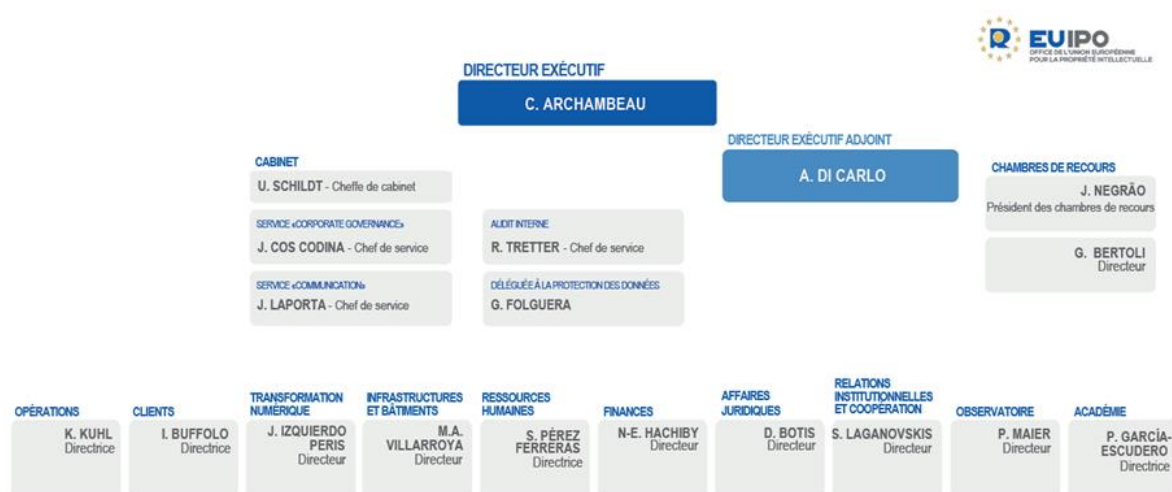 EUIPO
OFFICE DE L'UNION EUROPÉENNE
POUR LA PROPRIÉTÉ INTELLECTUELLE
DIRECTEUR EXÉCUTIF
C. ARCHAMBEAU
DIRECTEUR EXÉCUTIF ADJOINT
A. DI CARLO
CABINET
U. SCHILDT - Cheffe de cabinet
SERVICE «CORPORATE GOVERNANCE»
J. COS CODINA - Chef de service
SERVICE «COMMUNICATION»
J. LAPORTA - Chef de service
AUDIT INTERNE
R. TRETTER - Chef de service
DÉLÉGUÉE À LA PROTECTION DES DONNÉES
G. FOLGUERA
CHAMBRES DE RECOURS
J. NEGRÃO
Président des chambres de recours
G. BERTOLI
Directeur
OPÉRATIONS
K. KUHL
Directrice
CLIENTS
I. BUFFOLO
Directrice
TRANSFORMATION
NUMÉRIQUE
J. IZQUIERDO
PERIS
Directeur
INFRASTRUCTURES
ET BÂTIMENTS
M.A.
VILLARROYA
Directeur
RESSOURCES
HUMAINES
S. PÉREZ
FERRERAS
Directrice
FINANCES
N-E. HACHIBY
Directeur
AFFAIRES
JURIDIQUES
D. BOTIS
Directeur
RELATIONS
INSTITUTIONNELLES
ET COOPÉRATION
S. LAGANOVSKIS
Directeur
OBSERVATOIRE
P. MAIER
Directeur
ACADÉMIE
P. GARCÍA-
ESCUDERO
Directrice